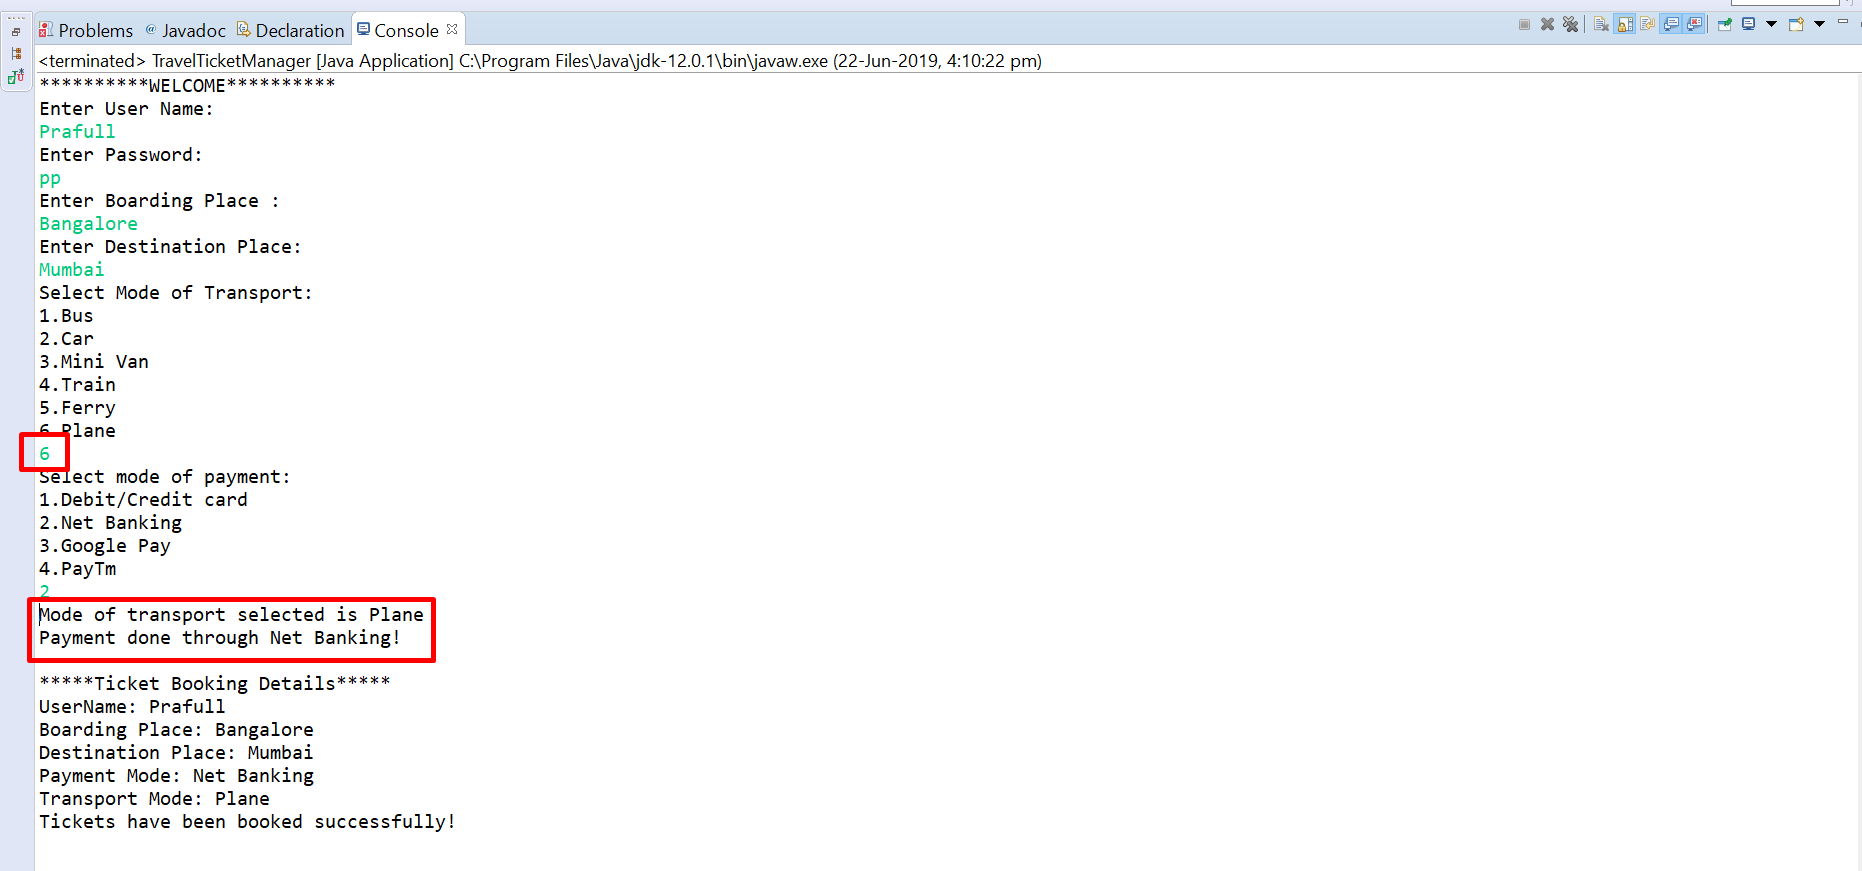 Problems @ Javadoc Declaration Console
<terminated> TravelTicketManager [Java Application] C:\Program Files\Java\jdk-12.0.1\bin\javaw.exe (22-Jun-2019, 4:10:22 pm)
**********WELCOME**********
Enter User Name:
Prafull
Enter Password:
pp
Enter Boarding Place :
Bangalore
Enter Destination Place:
Mumbai
Select Mode of Transport:
1.Bus
2.Car
3.Mini Van
4.Train
5.Ferry
6.Plane
6
Select mode of payment:
1.Debit/Credit card
2.Net Banking
3.Google Pay
4.PayTm
2
Mode of transport selected is Plane
Payment done through Net Banking!
*****Ticket Booking Details*****
UserName: Prafull
Boarding Place: Bangalore
Destination Place: Mumbai
Payment Mode: Net Banking
Transport Mode: Plane
Tickets have been booked successfully!